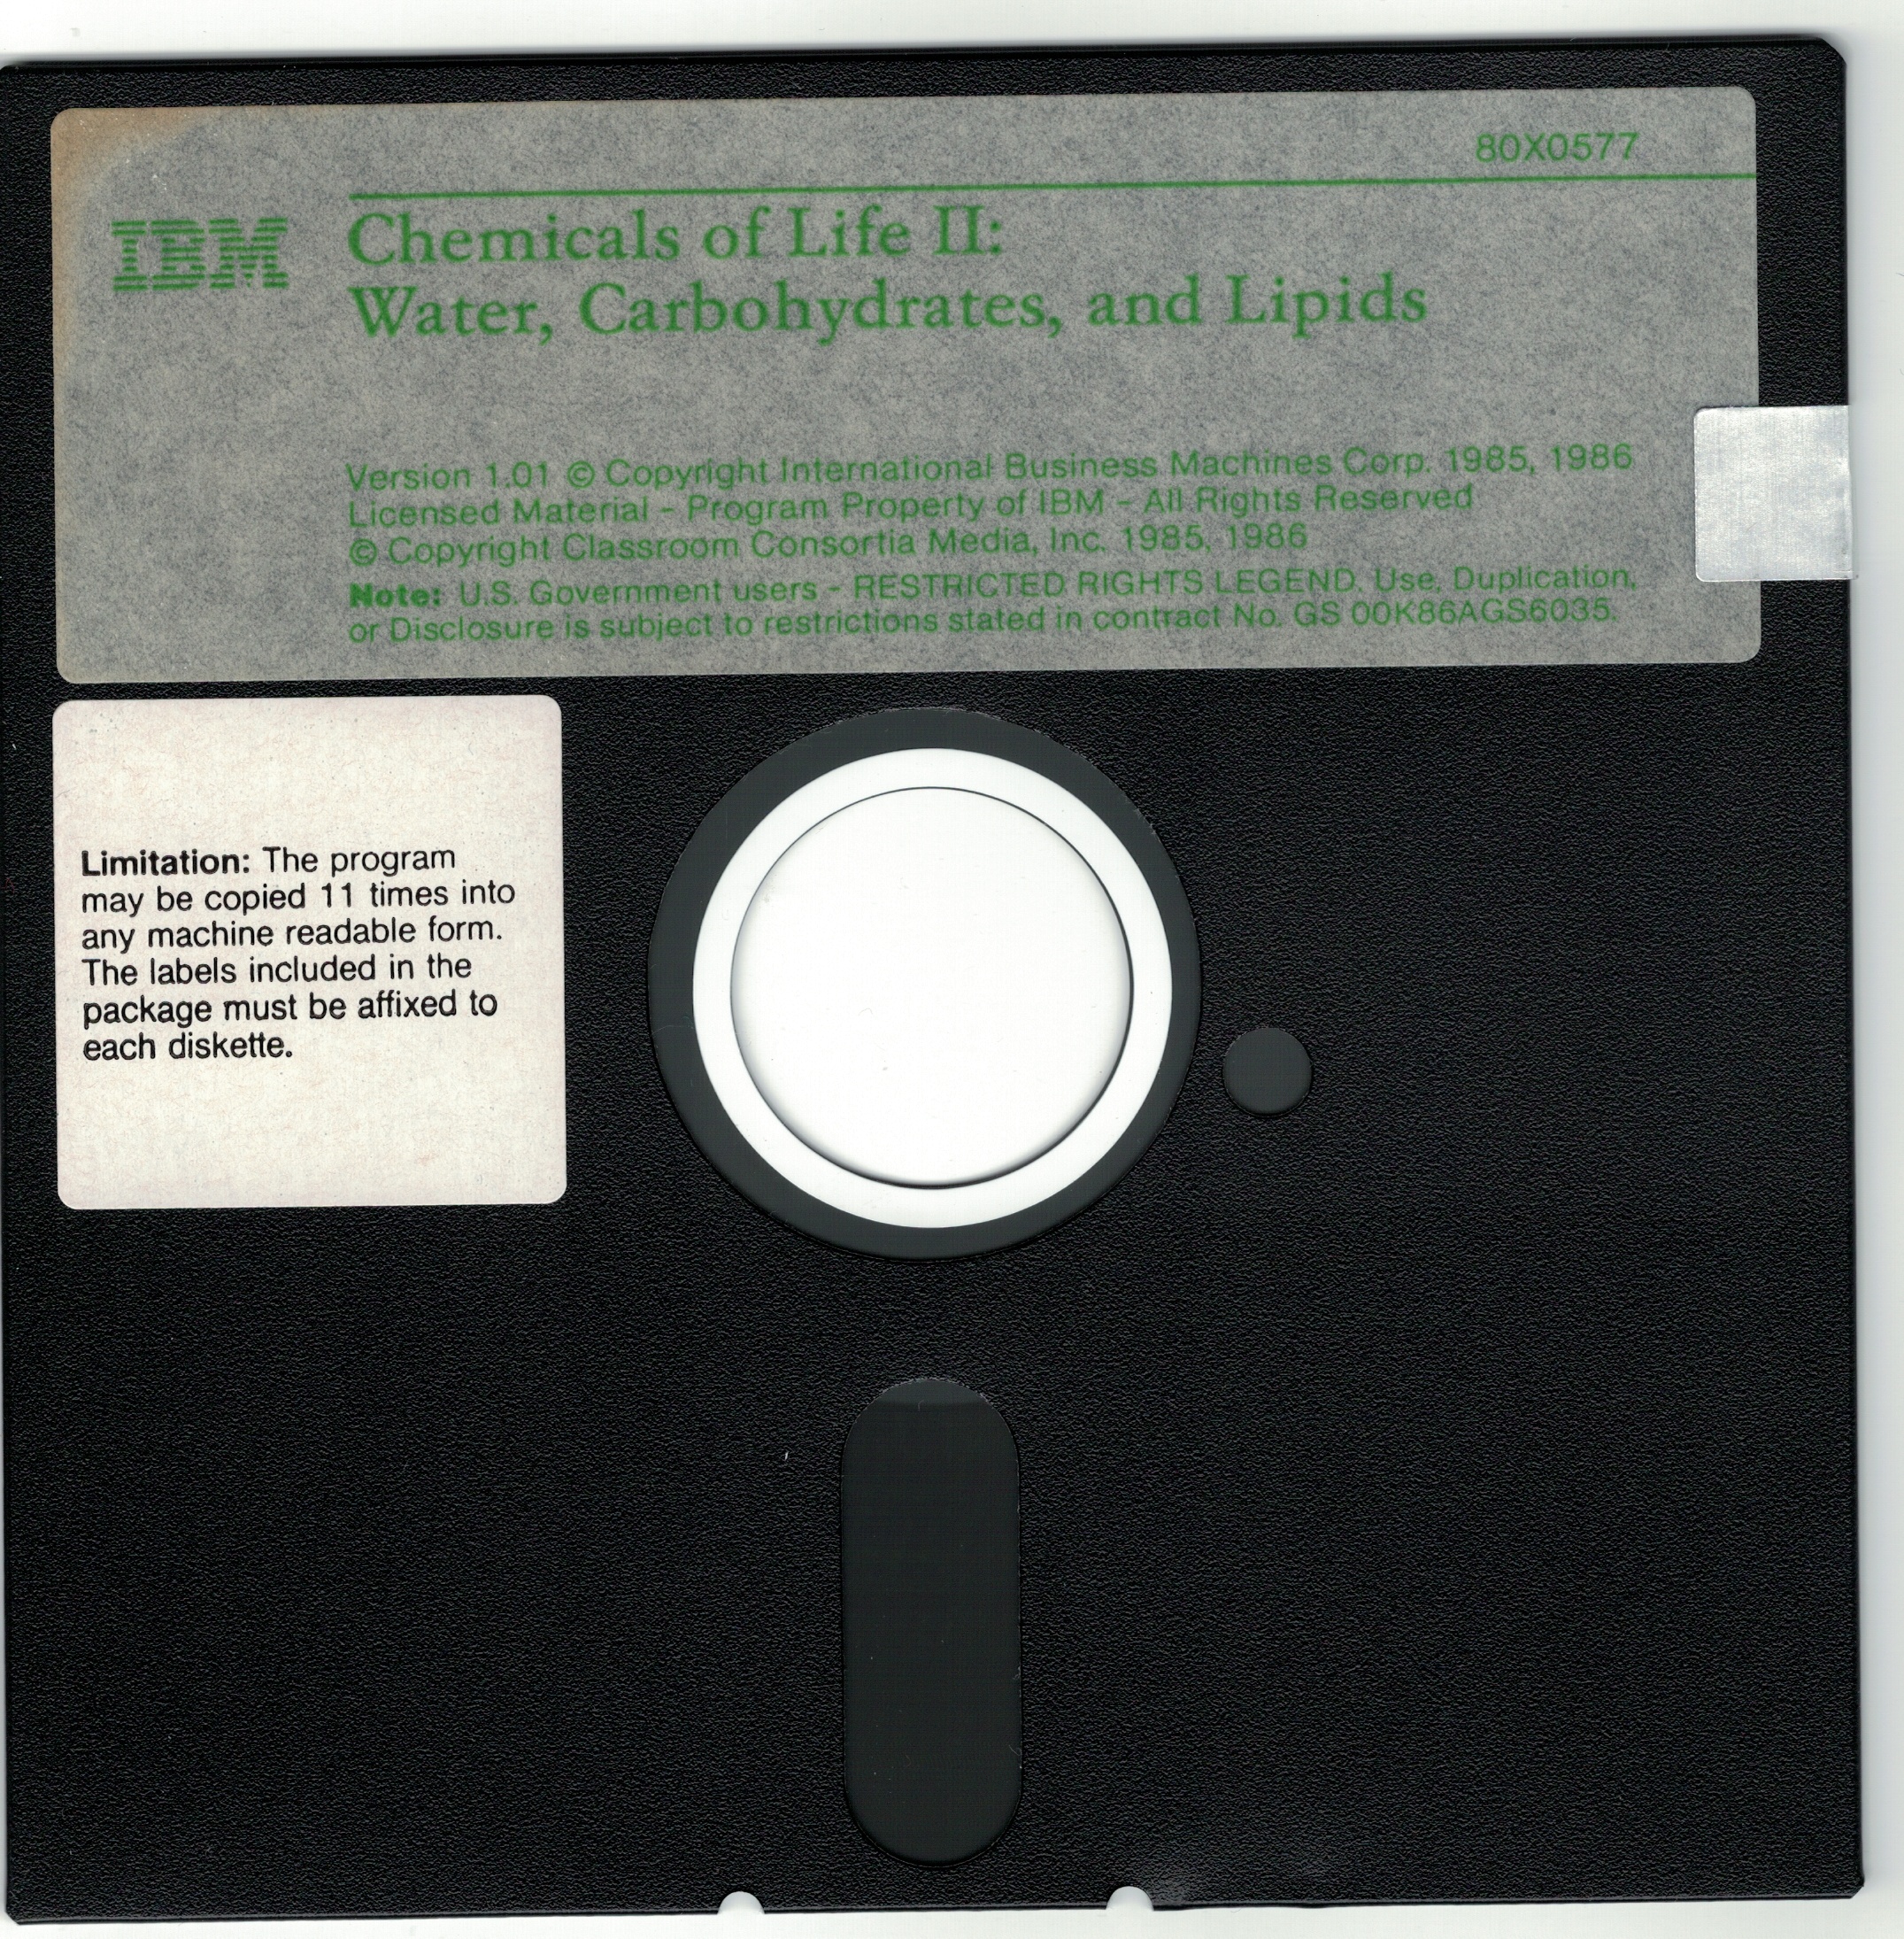 80X0577
IBM
Chemicals of Life II:
Water, Carbohydrates, and Lipids
Version 1.01 © Copyright International Business Machines Corp. 1985, 1986
Licensed Material - Program Property of IBM - All Rights Reserved
© Copyright Classroom Consortia Media, Inc. 1985, 1986
Note: U.S. Government users - RESTRICTED RIGHTS LEGEND. Use, Duplication,
or Disclosure is subject to restrictions stated in contract No. GS 00K86AGS6035.
Limitation: The program
may be copied 11 times into
any machine readable form.
The labels included in the
package must be affixed to
each diskette.